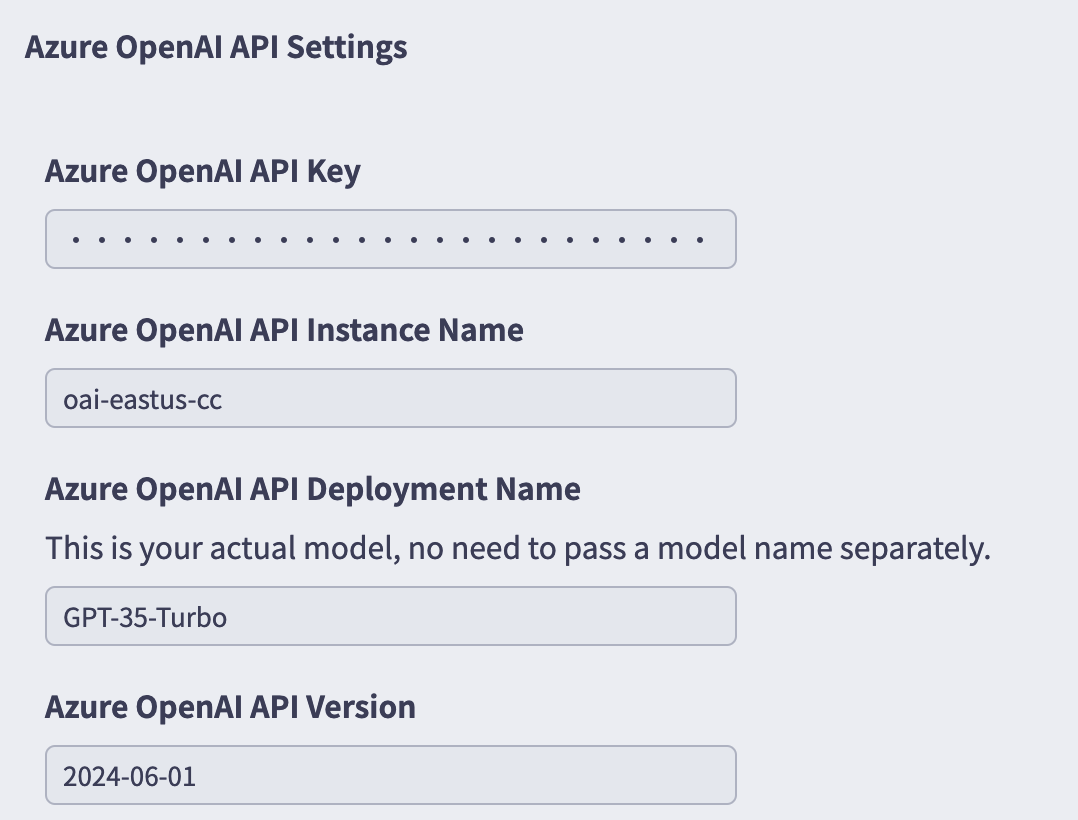 Azure OpenAI API Settings
Azure OpenAI API Key
Azure OpenAI API Instance Name
oai-eastus-cc
Azure OpenAI API Deployment Name
This is your actual model, no need to pass a model name separately.
GPT-35-Turbo
Azure OpenAI API Version
2024-06-01